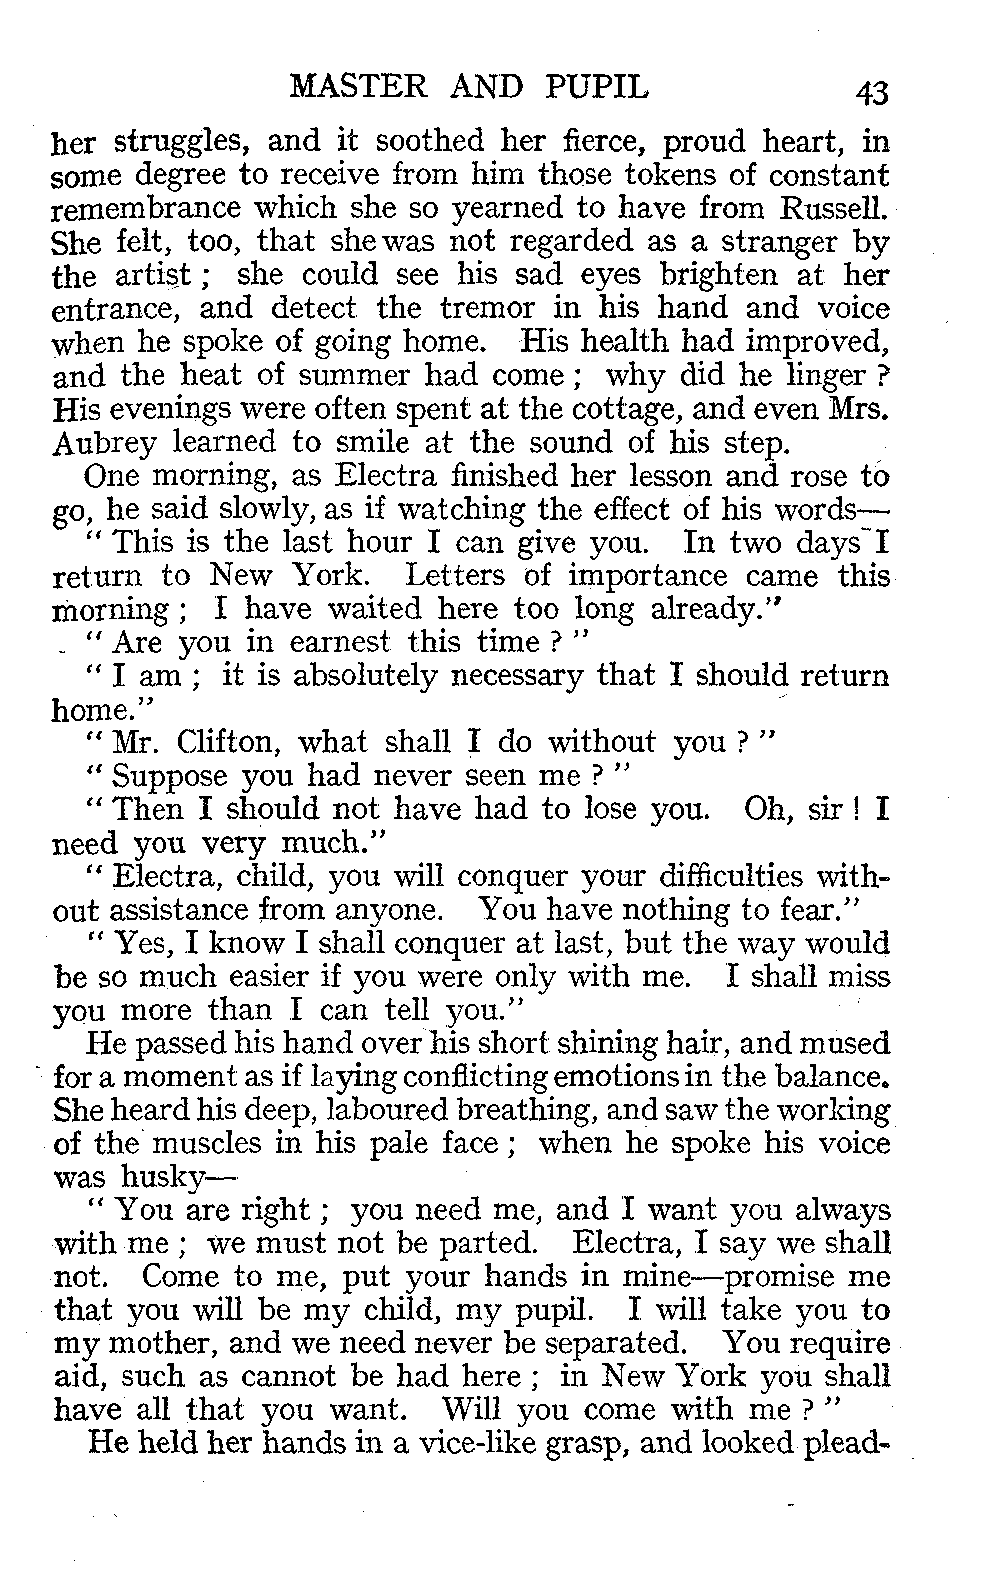 MASTER AND PUPIL 43
her struggles, and it soothed her fierce, proud heart, in
some degree to receive from him those tokens of constant
remembrance which she so yearned to have from Russell.
She felt, too, that she was not regarded as a stranger by
the artist ; she could see his sad eyes brighten at her
entrance, and detect the tremor in his hand and voice
when he spoke of going home. His health had improved,
and the heat of summer had come ; why did he linger ?
His evenings were often spent at the cottage, and even Mrs.
Aubrey learned to smile at the sound of his step.
One morning, as Electra finished her lesson and rose to
go, he said slowly, as if watching the effect of his words—
" This is the last hour I can give you. In two days I
return to New York. Letters of importance came this
morning ; I have waited here too long already."
" Are you in earnest this time ? "
" I am ; it is absolutely necessary that I should return
home."
" Mr. Clifton, what shall I do without you ? "
" Suppose you had never seen me ? "
" Then I should not have had to lose you. Oh, sir ! I
need you very much."
" Electra, child, you will conquer your difficulties with-
out assistance from anyone. You have nothing to fear."
" Yes, I know I shall conquer at last, but the way would
be so much easier if you were only with me. I shall miss
you more than I can tell you."
He passed his hand over his short shining hair, and mused
for a moment as if laying conflicting emotions in the balance.
She heard his deep, laboured breathing, and saw the working
of the muscles in his pale face ; when he spoke his voice
was husky—
" You are right ; you need me, and I want you always
with me ; we must not be parted. Electra, I say we shall
not. Come to me, put your hands in mine—promise me
that you will be my child, my pupil. I will take you to
my mother, and we need never be separated. You require
aid, such as cannot be had here ; in New York you shall
have all that you want. Will you come with me ? "
He held her hands in a vice-like grasp, and looked plead-